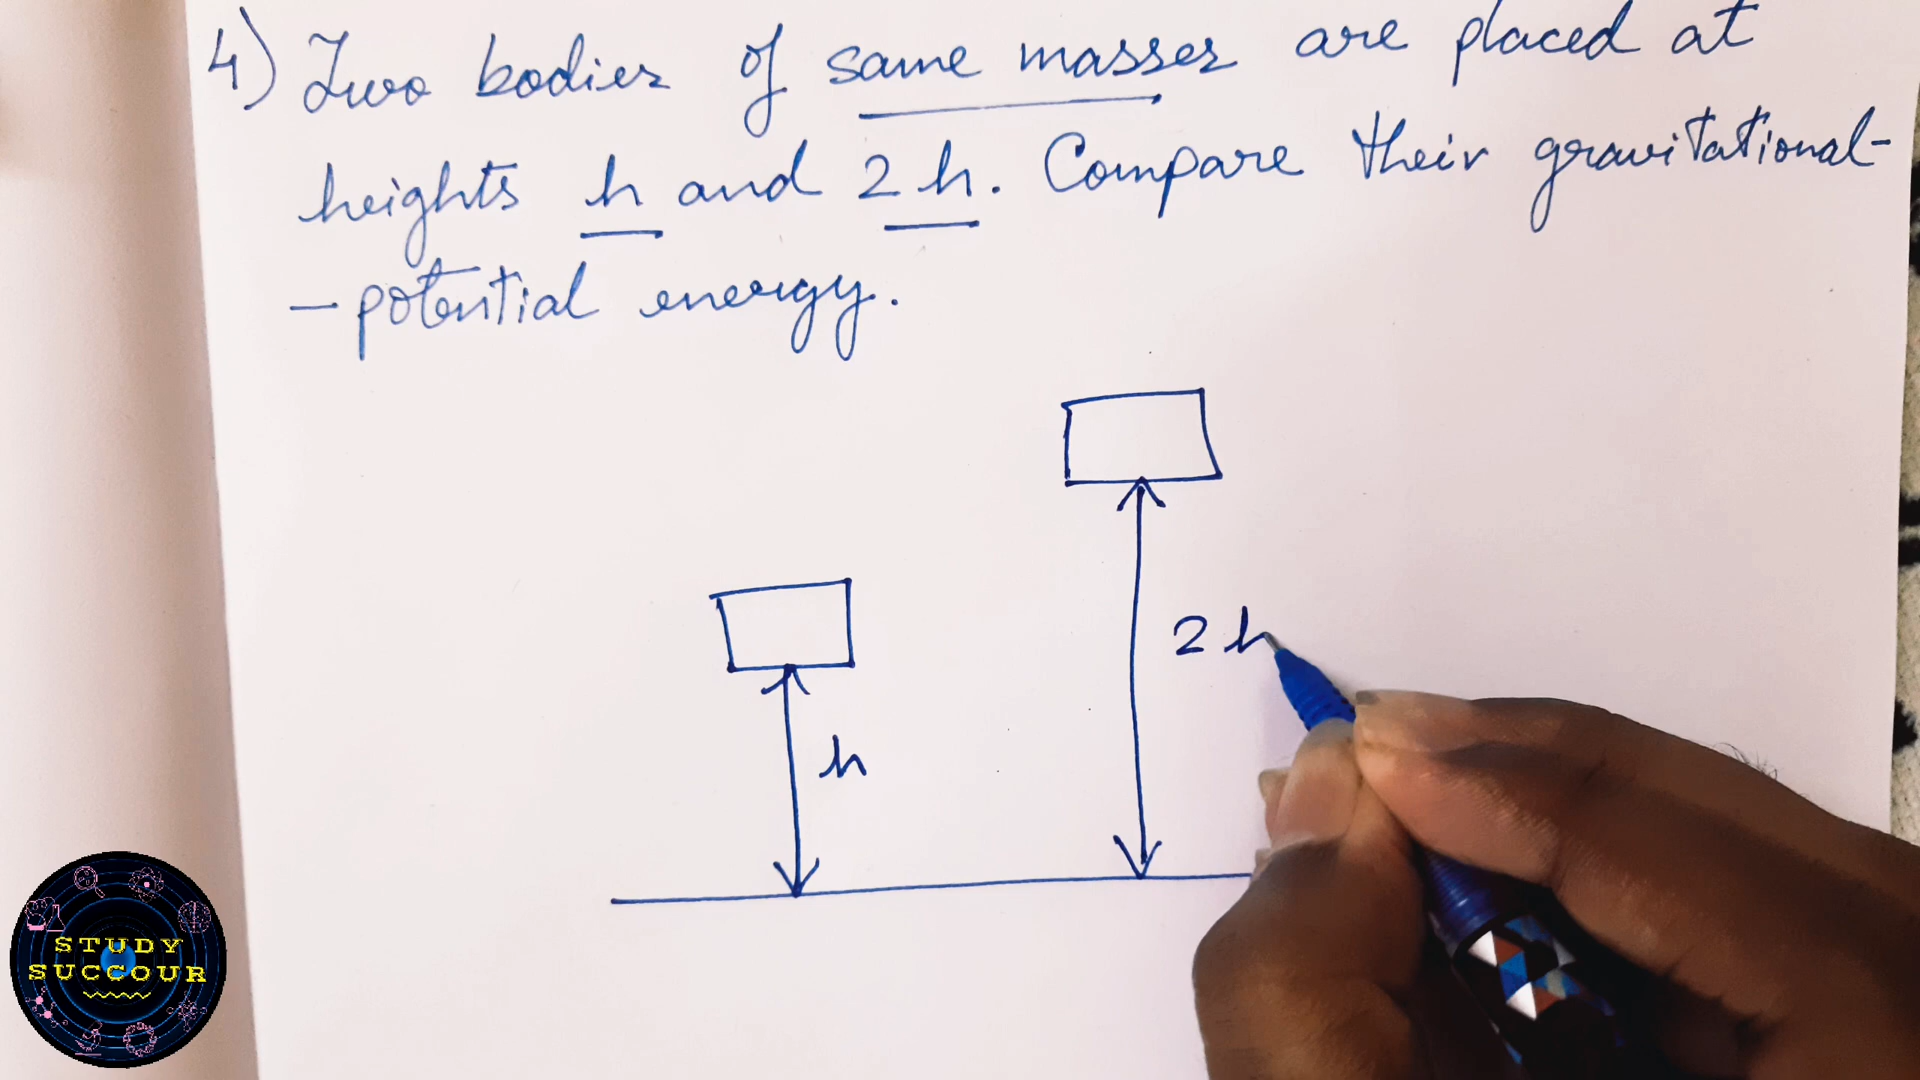 4) Two bodies of same masses are placed at
heights h and 2h. Compare their gravitational-
- potential energy.
2h
h
STUDY
SUCCOUR